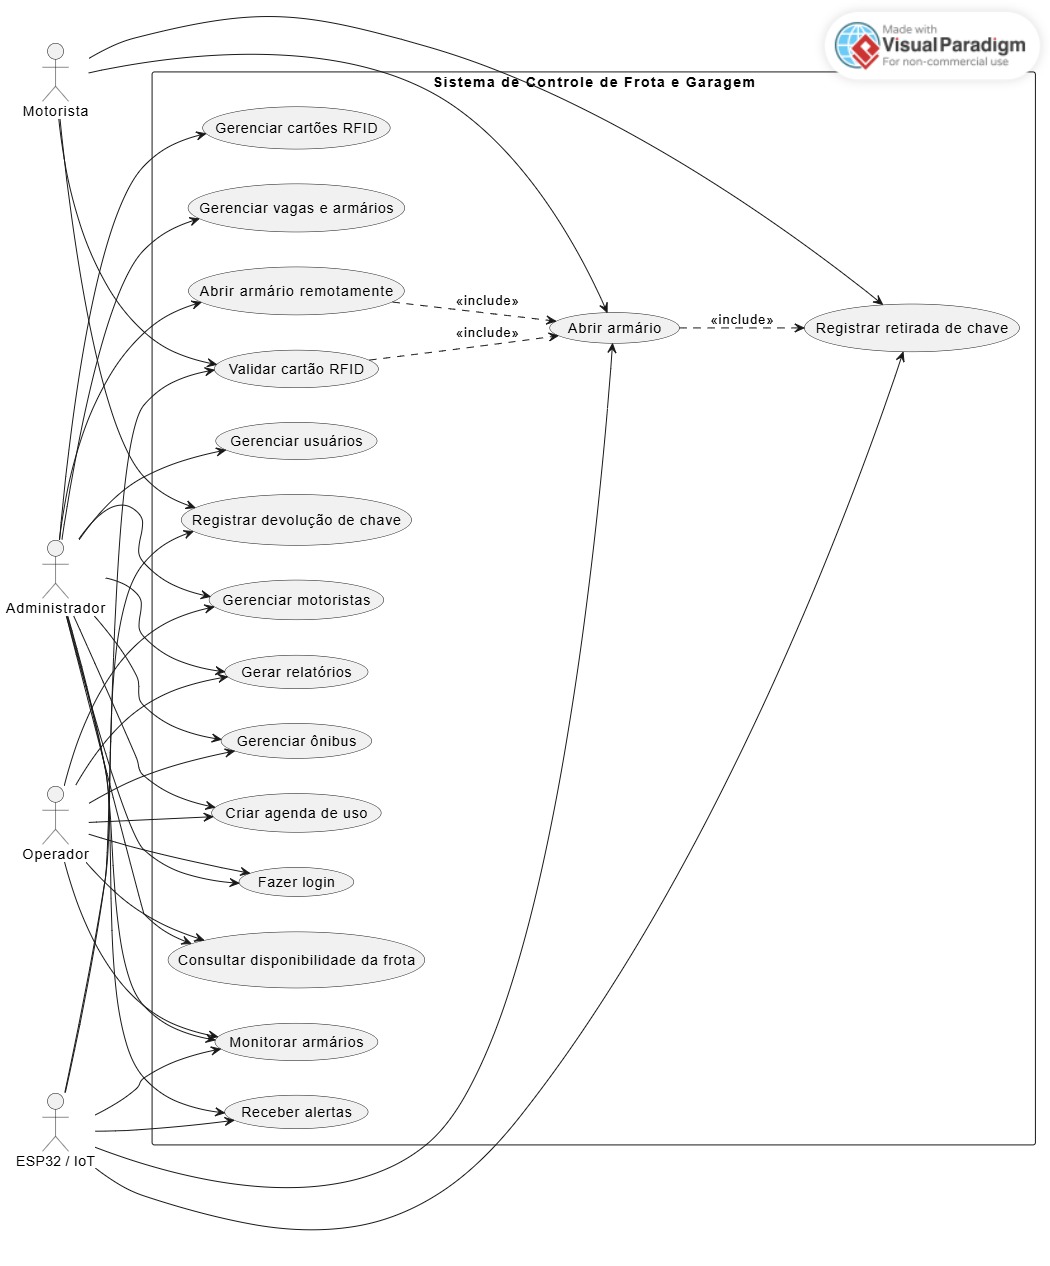 Made with
Visual Paradigm
For non-commercial use
Sistema de Controle de Frota e Garagem
Motorista
Gerenciar cartões RFID
Gerenciar vagas e armários
Abrir armário remotamente
«include»
Abrir armário
«include»
Registrar retirada de chave
«include»
Validar cartão RFID
Gerenciar usuários
Registrar devolução de chave
Administrador
Gerenciar motoristas
Gerar relatórios
Gerenciar ônibus
Criar agenda de uso
Operador
Fazer login
Consultar disponibilidade da frota
Monitorar armários
Receber alertas
ESP32 / IoT